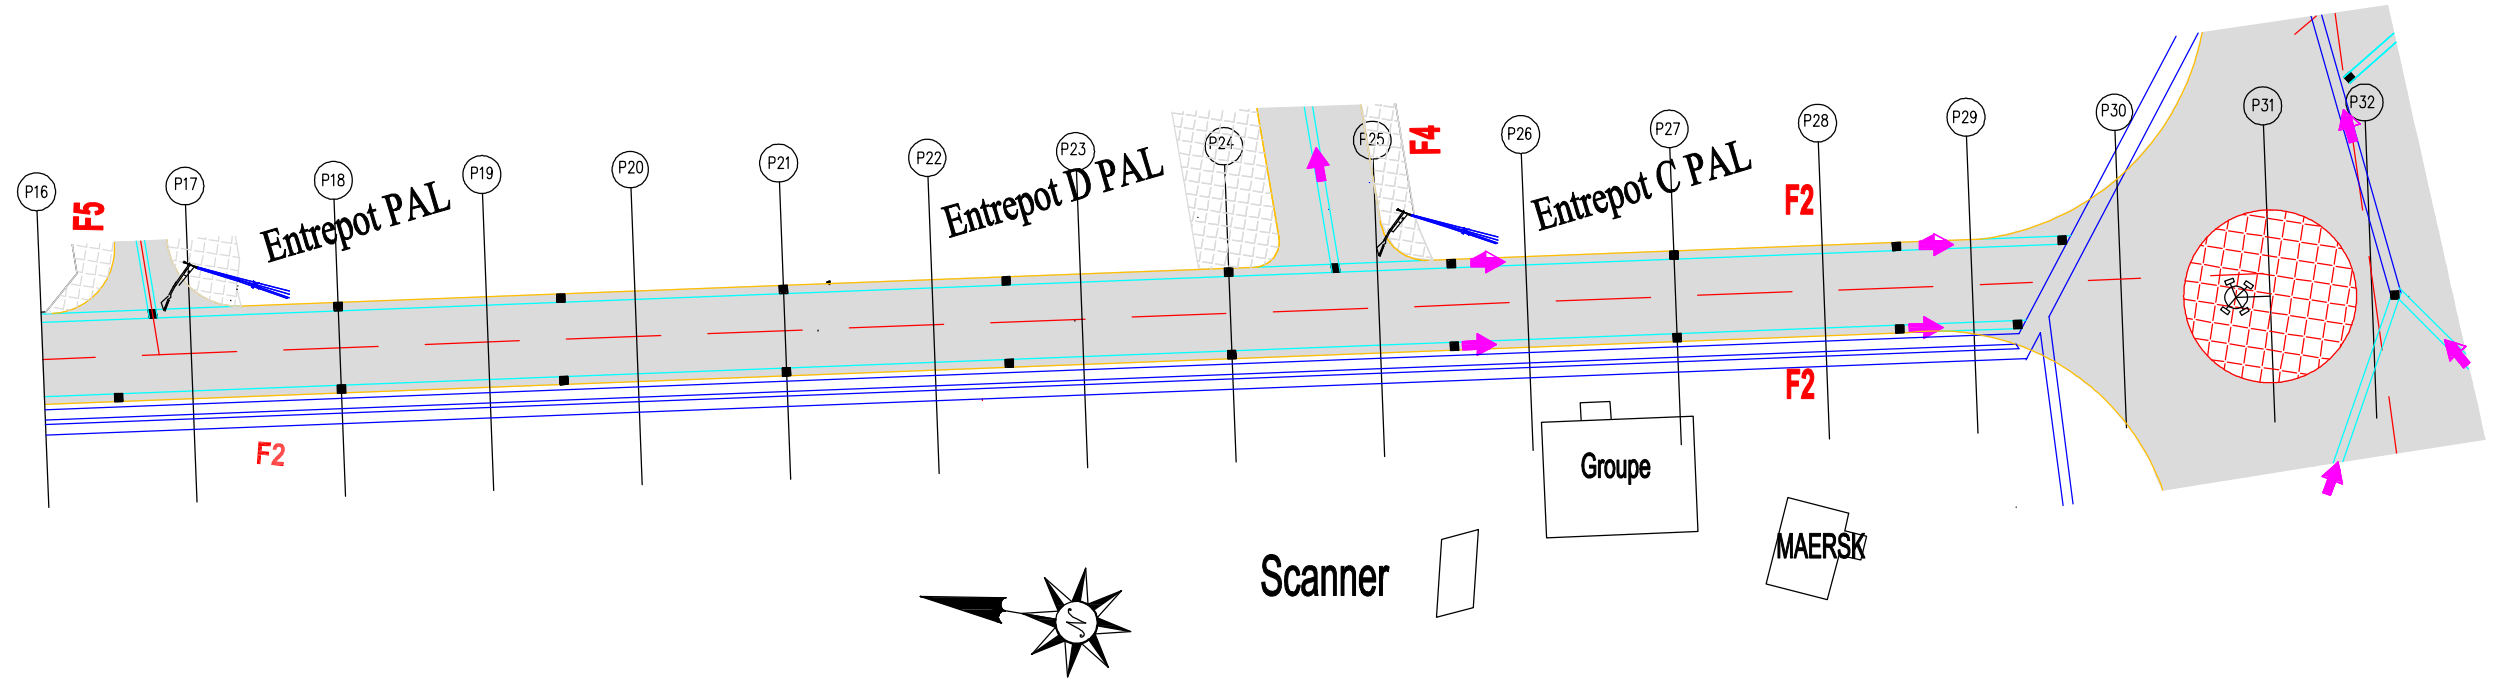 P16
P17
P18
P19
P20
P21
P22
P23
P24
P25
P26
P27
P28
P29
P30
P31
P32
F5
Entrepot PAL
Entrepot D PAL
F4
Entrepot C PAL
F2
F2
F2
Groupe
MAERSK
Scanner
N